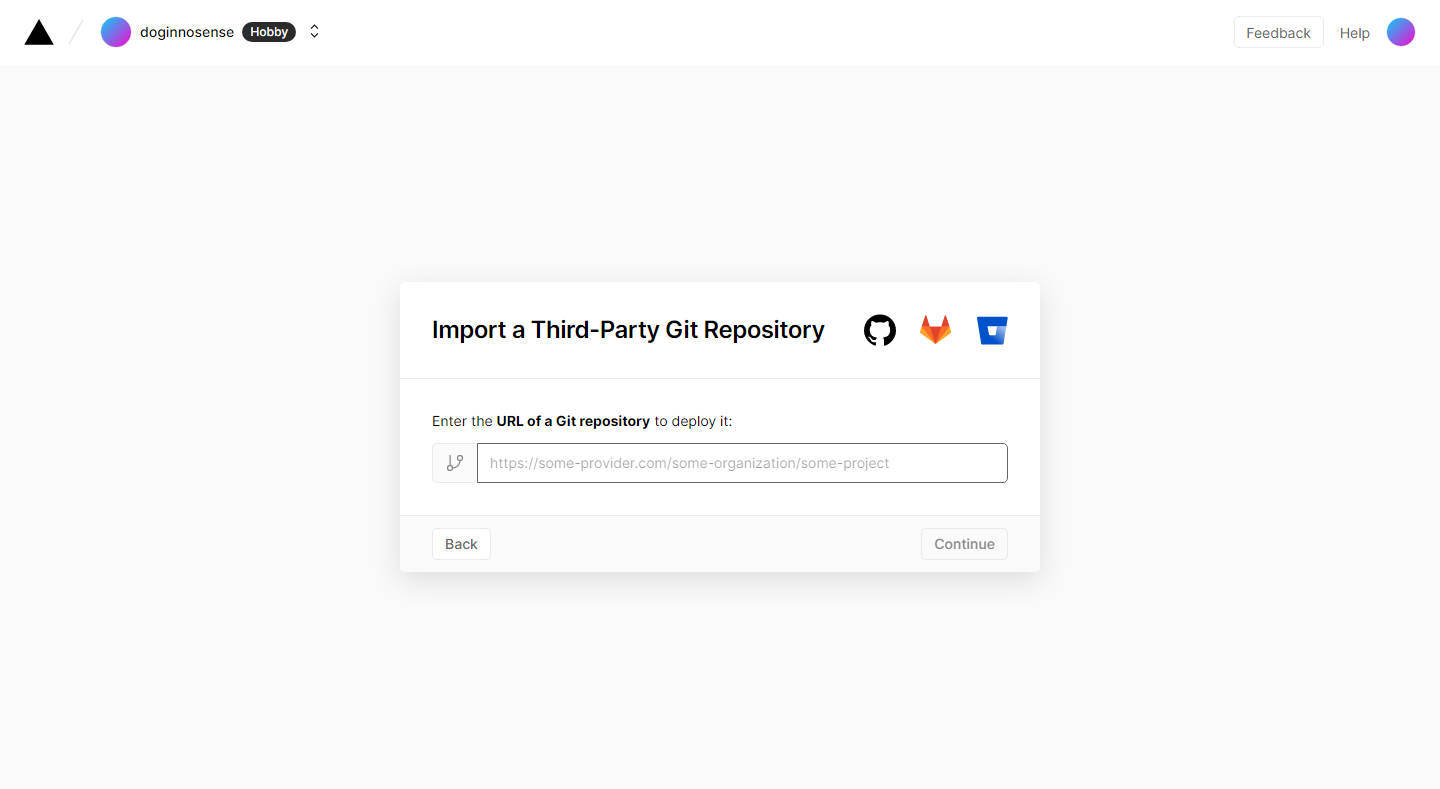 doginnosense Hobby
Feedback Help
Import a Third-Party Git Repository
Enter the URL of a Git repository to deploy it:
https://some-provider.com/some-organization/some-project
Back Continue